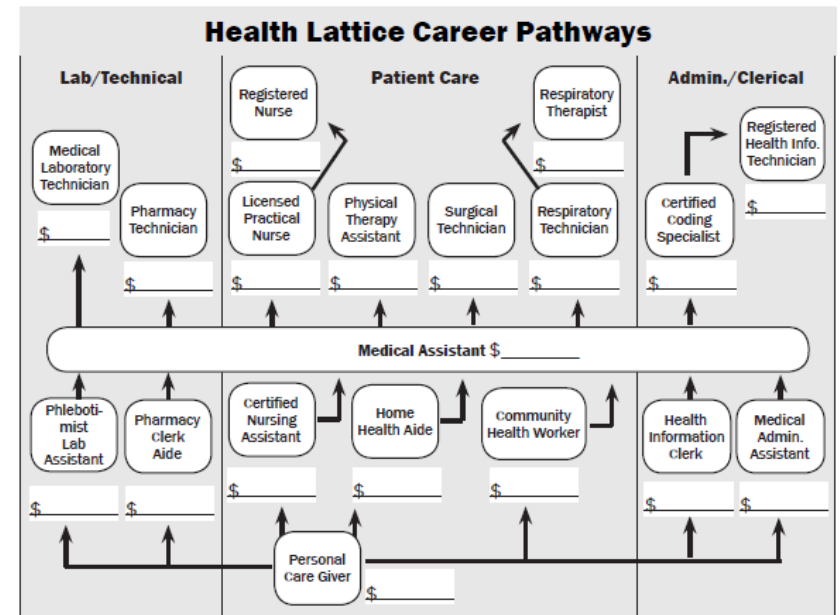 Health Lattice Career Pathways
Lab/Technical
Patient Care
Admin./Clerical
Registered
Nurse
$
Respiratory
Therapist
$
Registered
Health Info.
Technician
$
Medical
Laboratory
Technician
$
Pharmacy
Technician
$
Licensed
Practical
Nurse
$
Physical
Therapy
Assistant
$
Surgical
Technician
$
Respiratory
Technician
$
Certified
Coding
Specialist
$
Medical Assistant $
Phleboti-
mist
Lab
Assistant
$
Pharmacy
Clerk
Aide
$
Certified
Nursing
Assistant
$
Home
Health Aide
$
Community
Health Worker
$
Health
Information
Clerk
$
Medical
Admin.
Assistant
$
Personal
Care Giver
$